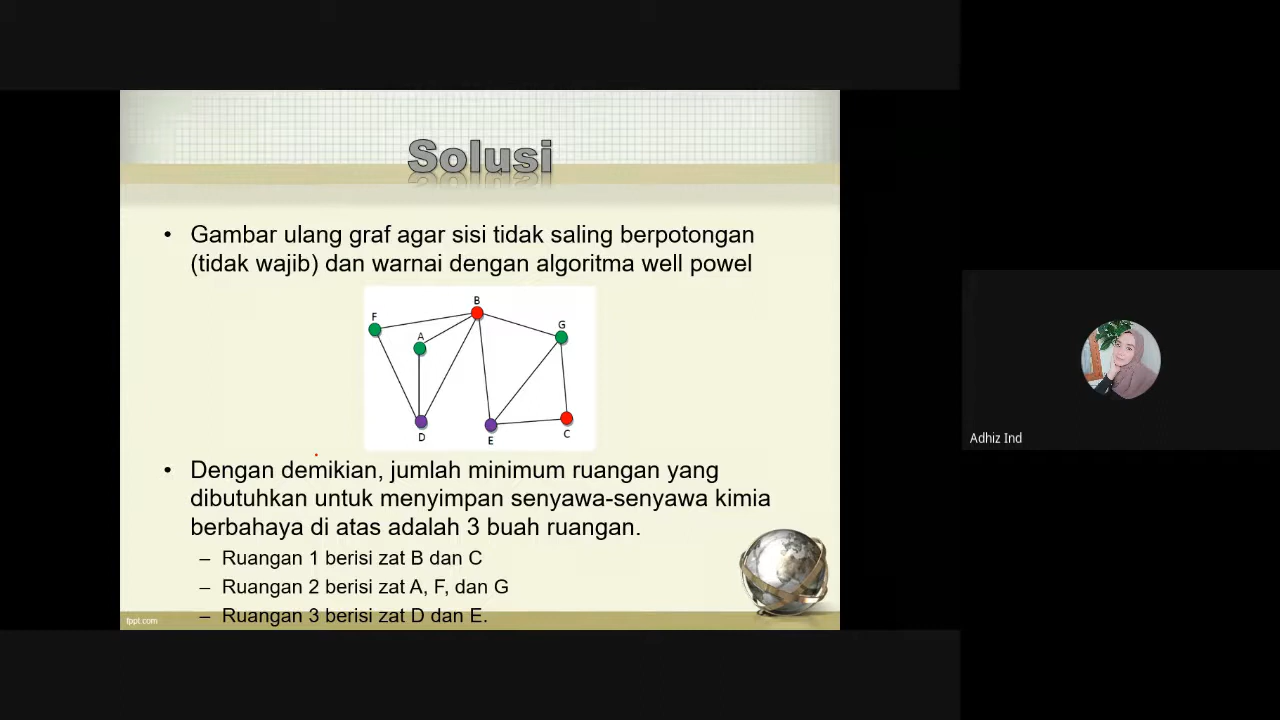 Solusi
• Gambar ulang graf agar sisi tidak saling berpotongan
(tidak wajib) dan warnai dengan algoritma well powel
B
F
G
A
D
E
C
• Dengan demikian, jumlah minimum ruangan yang
dibutuhkan untuk menyimpan senyawa-senyawa kimia
berbahaya di atas adalah 3 buah ruangan.
– Ruangan 1 berisi zat B dan C
– Ruangan 2 berisi zat A, F, dan G
– Ruangan 3 berisi zat D dan E.
fppt.com
Adhiz Ind